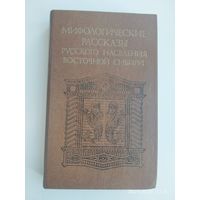 МИФОЛОГИЧЕСКИЕ
РАССКАЗЫ
РУССКОГО НАСЕЛЕНИЯ
ВОСТОЧНОЙ СИБИРИ